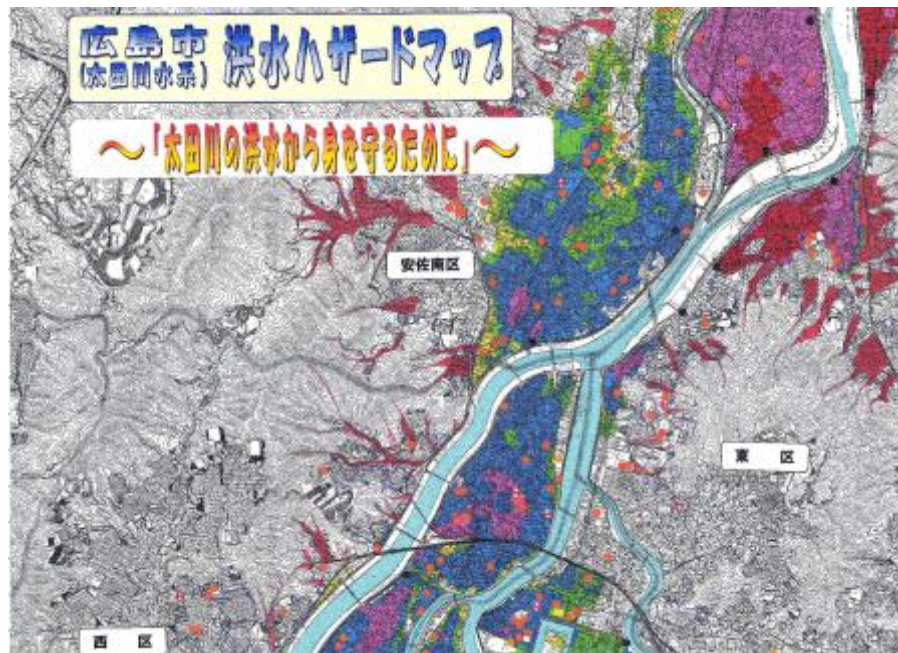 広島市
(太田川水系)
洪水ハザードマップ
～「太田川の洪水から身を守るために」～
安佐南区
東 区
西 区